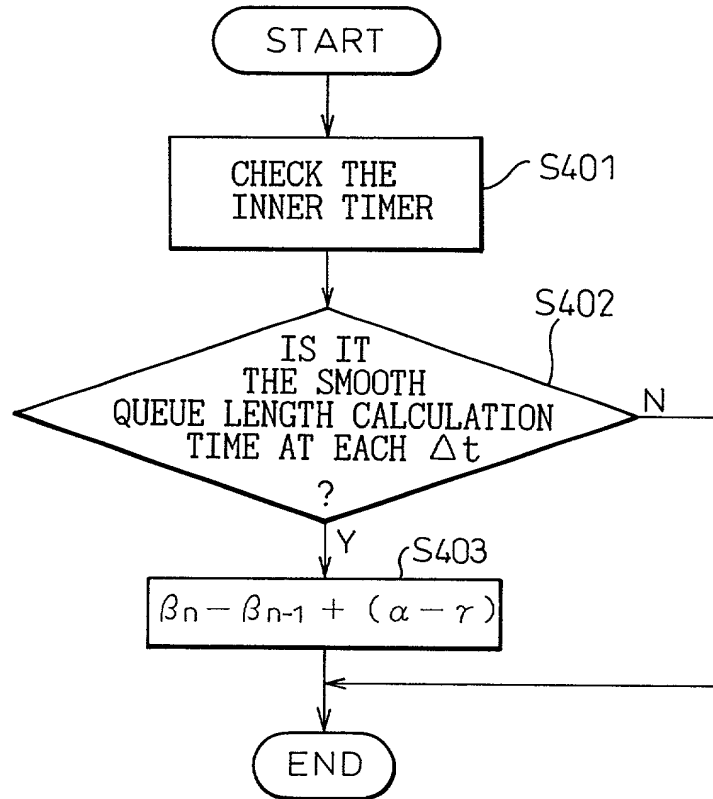 START
CHECK THE
INNER TIMER
S401
S402
IS IT
THE SMOOTH
QUEUE LENGTH CALCULATION
TIME AT EACH Δt
?
N
Y
S403
βn − βn-1 + (α − γ)
END